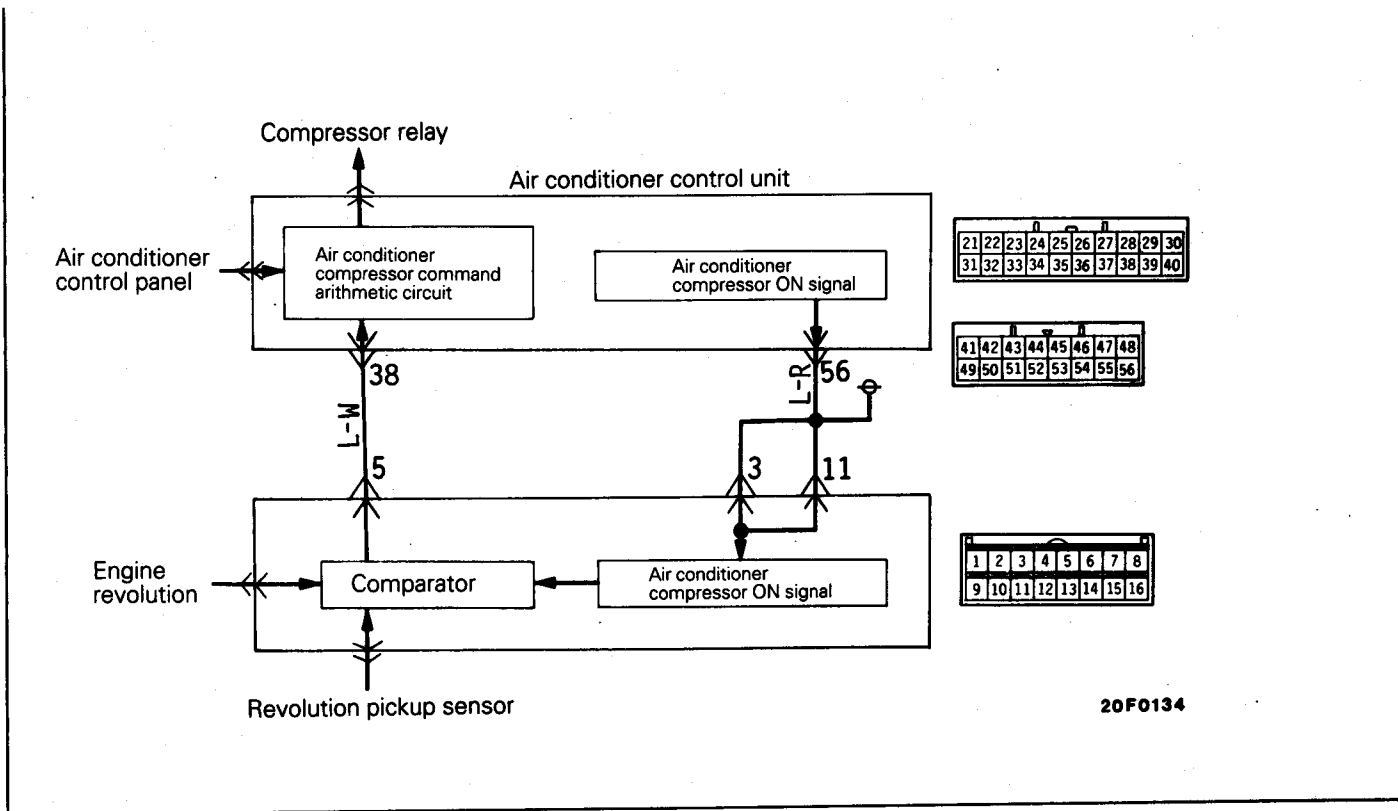 Compressor relay
Air conditioner control unit
Air conditioner
control panel
Air conditioner
compressor command
arithmetic circuit
Air conditioner
compressor ON signal
21 22 23 24 25 26 27 28 29 30
31 32 33 34 35 36 37 38 39 40
41 42 43 44 45 46 47 48
49 50 51 52 53 54 55 56
38
L-R
56
L-W
5
3
11
Engine
revolution
Comparator
Air conditioner
compressor ON signal
1 2 3 4 5 6 7 8
9 10 11 12 13 14 15 16
Revolution pickup sensor
20F0134